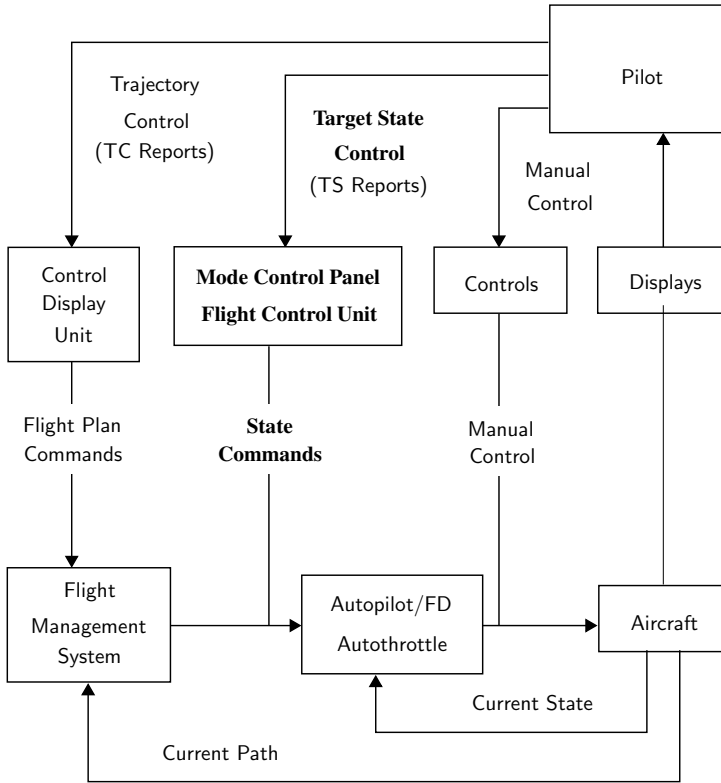 Pilot
Trajectory
Control
(TC Reports)
Target State
Control
(TS Reports)
Manual
Control
Control
Display
Unit
Mode Control Panel
Flight Control Unit
Controls
Displays
Flight Plan
Commands
State
Commands
Manual
Control
Flight
Management
System
Autopilot/FD
Autothrottle
Aircraft
Current State
Current Path